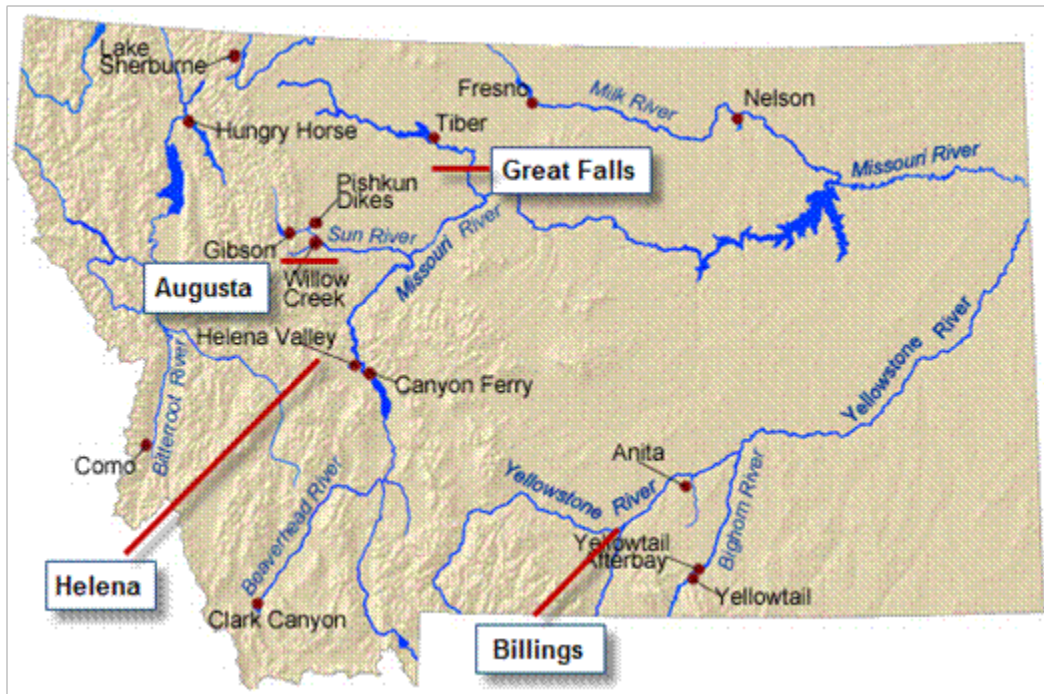 Lake
Sherburne
Fresno
Milk River
Nelson
Hungry Horse
Tiber
Great Falls
Missouri River
Pishkun
Dikes
Gibson
Sun River
Missouri River
Augusta
Willow
Creek
Helena Valley
Canyon Ferry
Bitterroot River
Yellowstone River
Como
Anita
Beaverhead River
Yellowstone River
Bighorn River
Yellowtail
Afterbay
Yellowtail
Helena
Clark Canyon
Billings